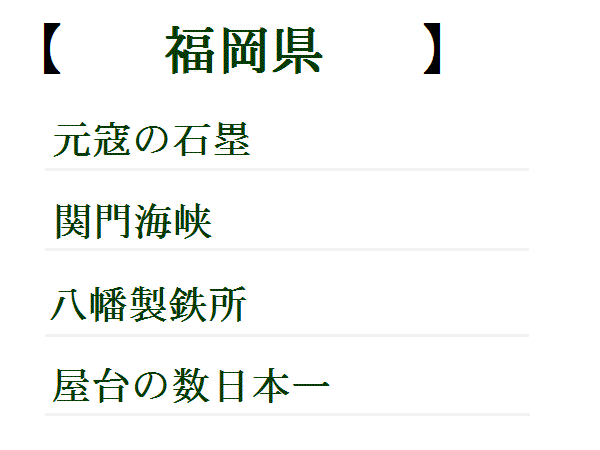 【 福岡県 】
元寇の石塁
関門海峡
八幡製鉄所
屋台の数日本一